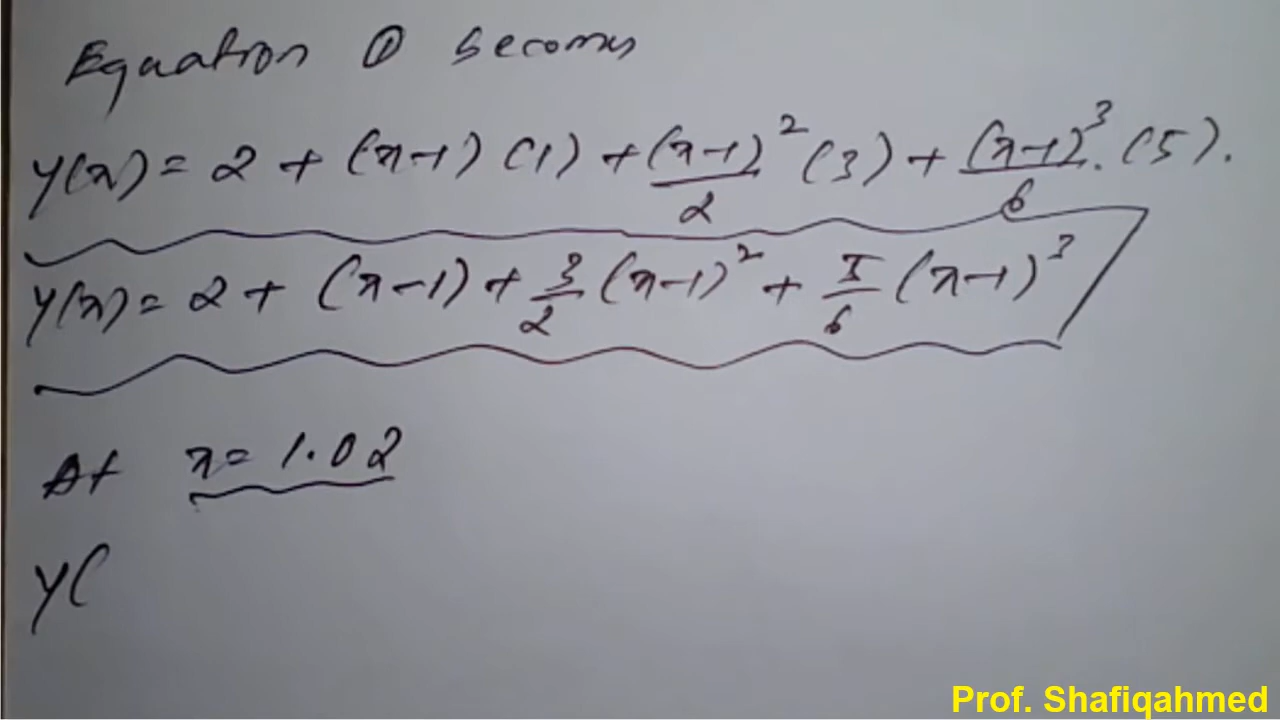 Equation ① becomes
y(x) = 2 + (x-1) (1) + (x-1)²/2 (3) + (x-1)³/6 . (5).
y(x) = 2 + (x-1) + 3/2 (x-1)² + 5/6 (x-1)³
At x = 1.02
y(
Prof. Shafiqahmed